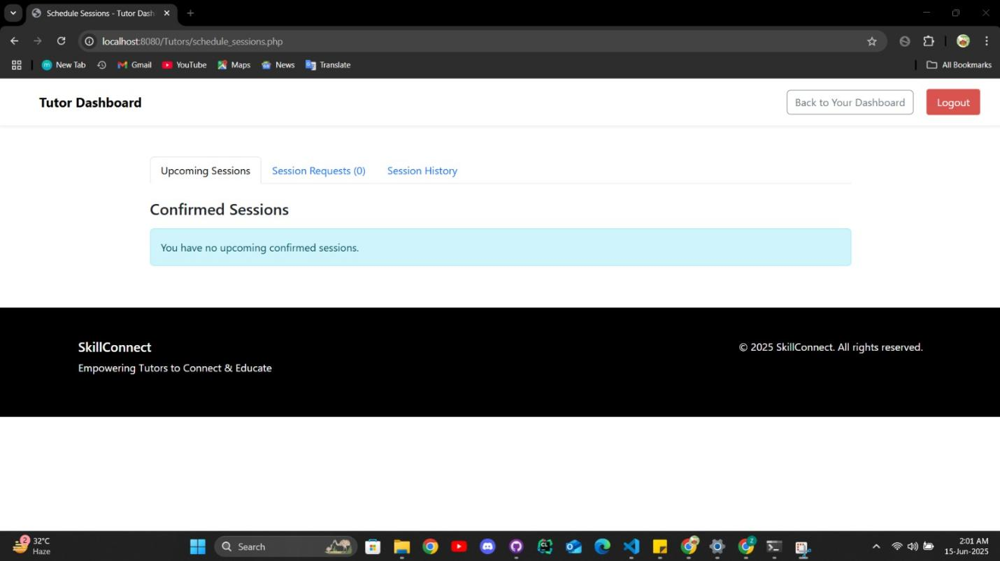 Schedule Sessions - Tutor Dash
localhost:8080/Tutors/schedule_sessions.php
New Tab
Gmail
YouTube
Maps
News
Translate
All Bookmarks
Tutor Dashboard
Back to Your Dashboard
Logout
Upcoming Sessions
Session Requests (0)
Session History
Confirmed Sessions
You have no upcoming confirmed sessions.
SkillConnect
© 2025 SkillConnect. All rights reserved.
Empowering Tutors to Connect & Educate
2
32°C
Haze
Search
CL
Z
2:01 AM
15-Jun-2025